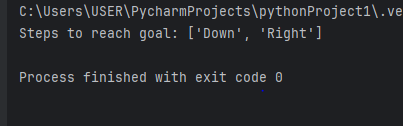 C:\Users\USER\PycharmProjects\pythonProject1\.ve
Steps to reach goal: ['Down', 'Right']
Process finished with exit code 0